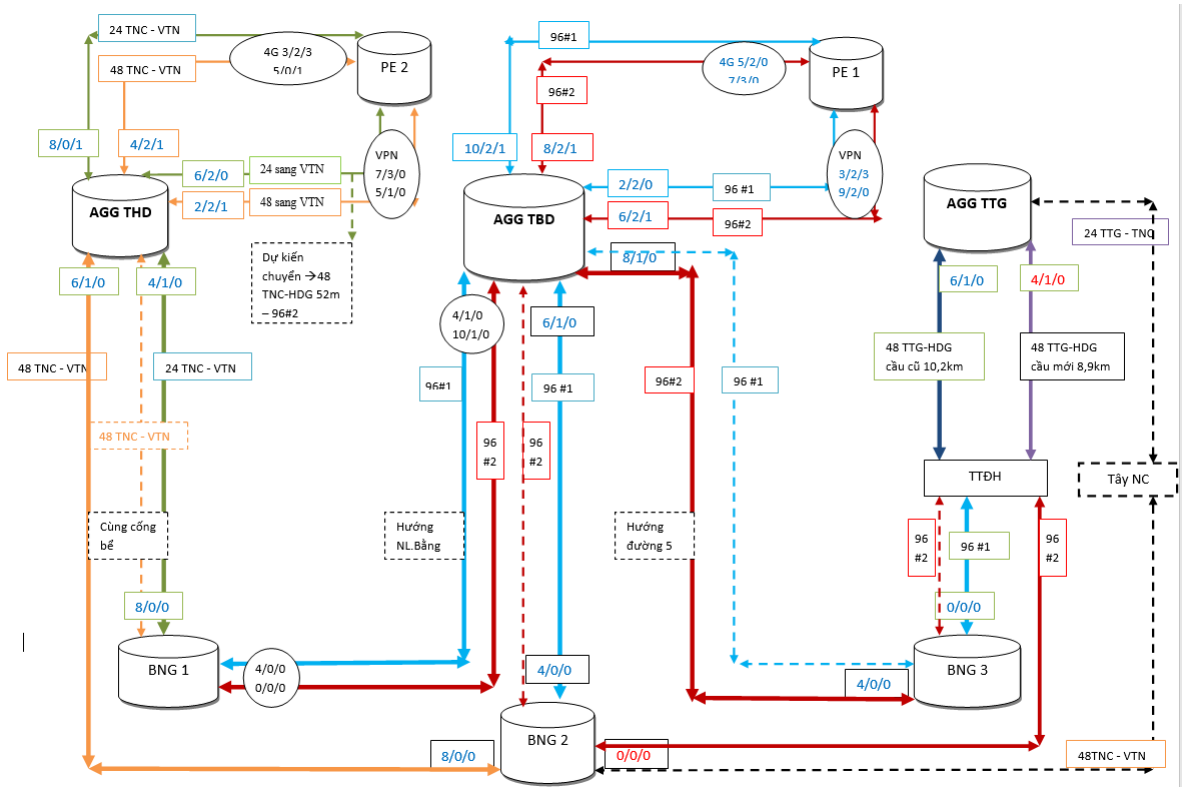 24 TNC - VTN
96#1
4G 3/2/3
5/0/1
PE 2
4G 5/2/0
7/3/0
PE 1
48 TNC - VTN
96#2
8/0/1
4/2/1
10/2/1
8/2/1
VPN
7/3/0
5/1/0
VPN
3/2/3
9/2/0
6/2/0
24 sang VTN
2/2/0
96 #1
AGG THD
2/2/1
48 sang VTN
AGG TBD
6/2/1
96#2
AGG TTG
24 TTG - TNC
Dự kiến
chuyển →48
TNC-HDG 52m
– 96#2
8/1/0
6/1/0
4/1/0
6/1/0
4/1/0
4/1/0
10/1/0
6/1/0
48 TTG-HDG
cầu cũ 10,2km
48 TTG-HDG
cầu mới 8,9km
48 TNC - VTN
24 TNC - VTN
96#1
96 #1
96#2
96 #1
48 TNC - VTN
96
#2
96
#2
TTĐH
Tây NC
Cùng cống
bể
Hướng
NL.Bằng
Hướng
đường 5
96
#2
96 #1
96
#2
8/0/0
0/0/0
BNG 1
4/0/0
0/0/0
4/0/0
4/0/0
BNG 3
BNG 2
8/0/0
0/0/0
48TNC - VTN